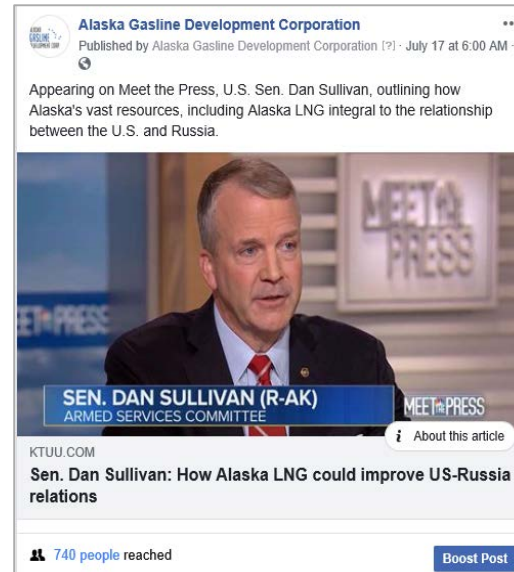 Alaska Gasline Development Corporation
Published by Alaska Gasline Development Corporation [?] · July 17 at 6:00 AM ·
Appearing on Meet the Press, U.S. Sen. Dan Sullivan, outlining how
Alaska's vast resources, including Alaska LNG integral to the relationship
between the U.S. and Russia.
MEET THE
PRESS
ET THE PRESS
SEN. DAN SULLIVAN (R-AK)
ARMED SERVICES COMMITTEE
MEET THE PRESS
i About this article
KTUU.COM
Sen. Dan Sullivan: How Alaska LNG could improve US-Russia
relations
740 people reached
Boost Post